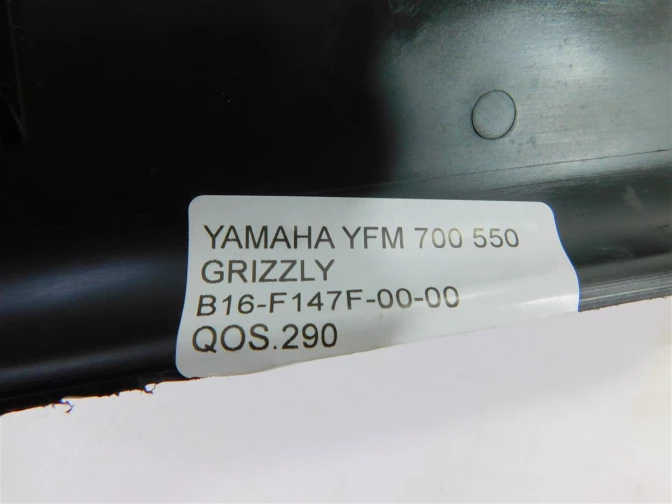 YAMAHA YFM 700 550
GRIZZLY
B16-F147F-00-00
QOS.290